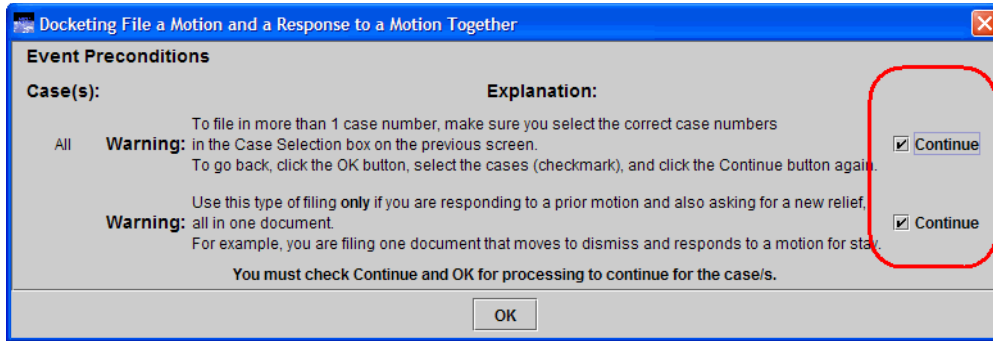 Docketing File a Motion and a Response to a Motion Together
Event Preconditions
Case(s): Explanation:
To file in more than 1 case number, make sure you select the correct case numbers
All Warning: in the Case Selection box on the previous screen. Continue
To go back, click the OK button, select the cases (checkmark), and click the Continue button again.
Use this type of filing only if you are responding to a prior motion and also asking for a new relief,
Warning: all in one document. Continue
For example, you are filing one document that moves to dismiss and responds to a motion for stay.
You must check Continue and OK for processing to continue for the case/s.
OK